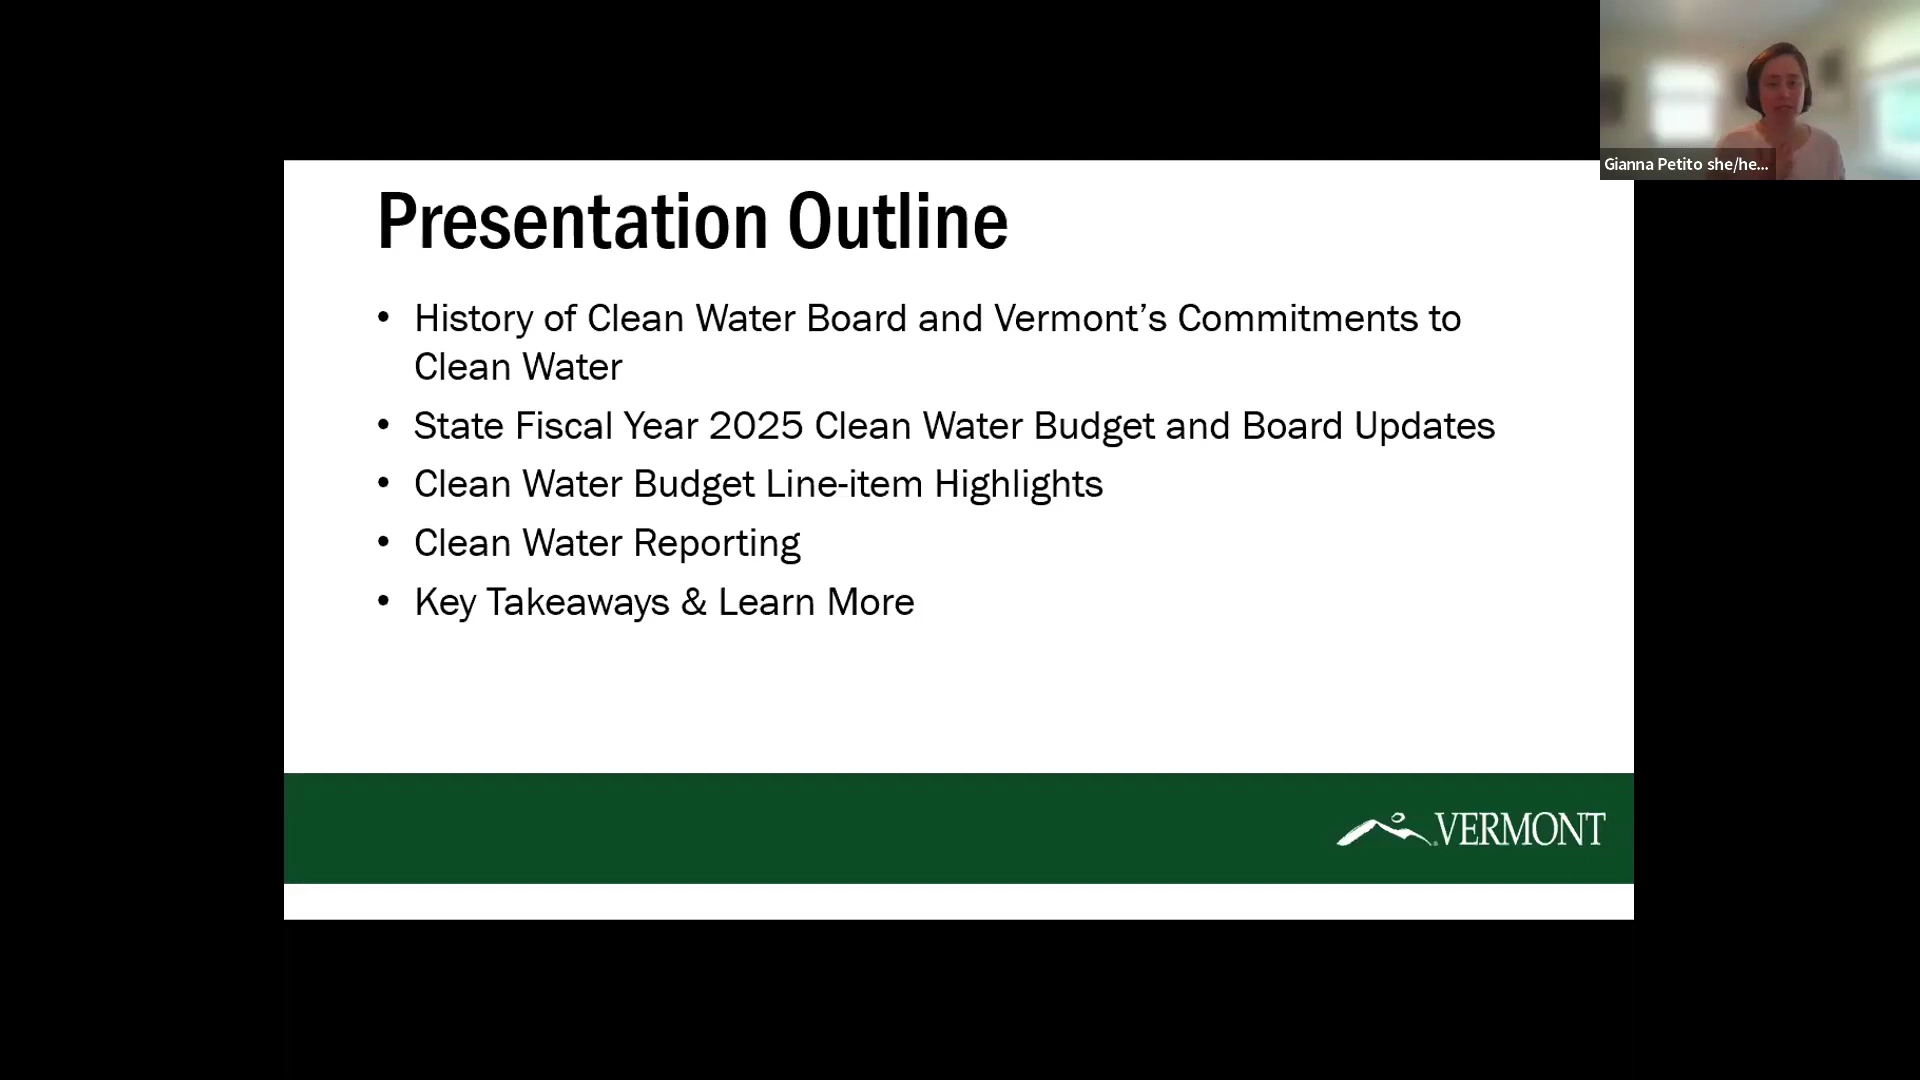 Gianna Petito she/he...
Presentation Outline
• History of Clean Water Board and Vermont’s Commitments to
Clean Water
• State Fiscal Year 2025 Clean Water Budget and Board Updates
• Clean Water Budget Line-item Highlights
• Clean Water Reporting
• Key Takeaways & Learn More
VERMONT